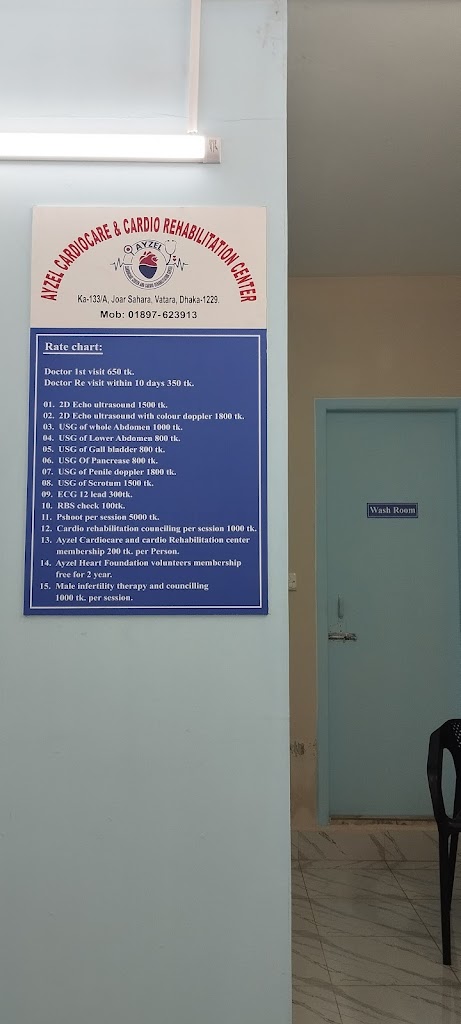 AYZEL CARDIOCARE & CARDIO REHABILITATION CENTER
AYZEL
Ka-133/A, Joar Sahara, Vatara, Dhaka-1229.
Mob: 01897-623913
Rate chart:
Doctor 1st visit 650 tk.
Doctor Re visit within 10 days 350 tk.
01. 2D Echo ultrasound 1500 tk.
02. 2D Echo ultrasound with colour doppler 1800 tk.
03. USG of whole Abdomen 1000 tk.
04. USG of Lower Abdomen 800 tk.
05. USG of Gall bladder 800 tk.
06. USG Of Pancrease 800 tk.
07. USG of Penile doppler 1800 tk.
08. USG of Scrotum 1500 tk.
09. ECG 12 lead 300tk.
10. RBS check 100tk.
11. Pshoot per session 5000 tk.
12. Cardio rehabilitation counciling per session 1000 tk.
13. Ayzel Cardiocare and cardio Rehabilitation center
membership 200 tk. per Person.
14. Ayzel Heart Foundation volunteers membership
free for 2 year.
15. Male infertility therapy and councilling
1000 tk. per session.
Wash Room